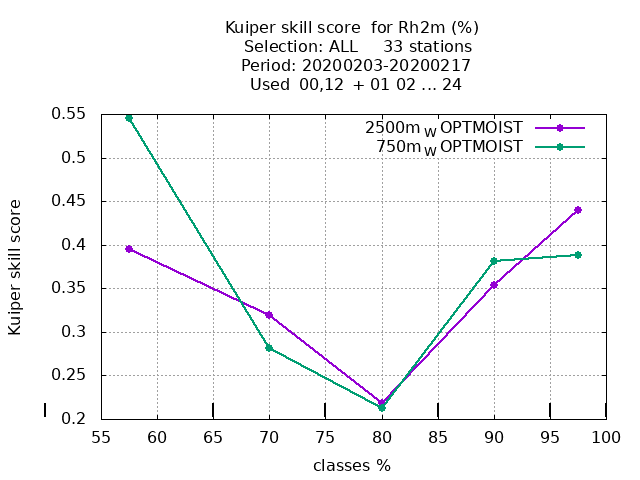 Kuiper skill score  for Rh2m (%)
Selection: ALL     33 stations
Period: 20200203-20200217
Used  00,12  + 01 02 ... 24
2500m W OPTMOIST
750m W OPTMOIST
Kuiper skill score
0.55
0.5
0.45
0.4
0.35
0.3
0.25
0.2
55 60 65 70 75 80 85 90 95 100
classes %